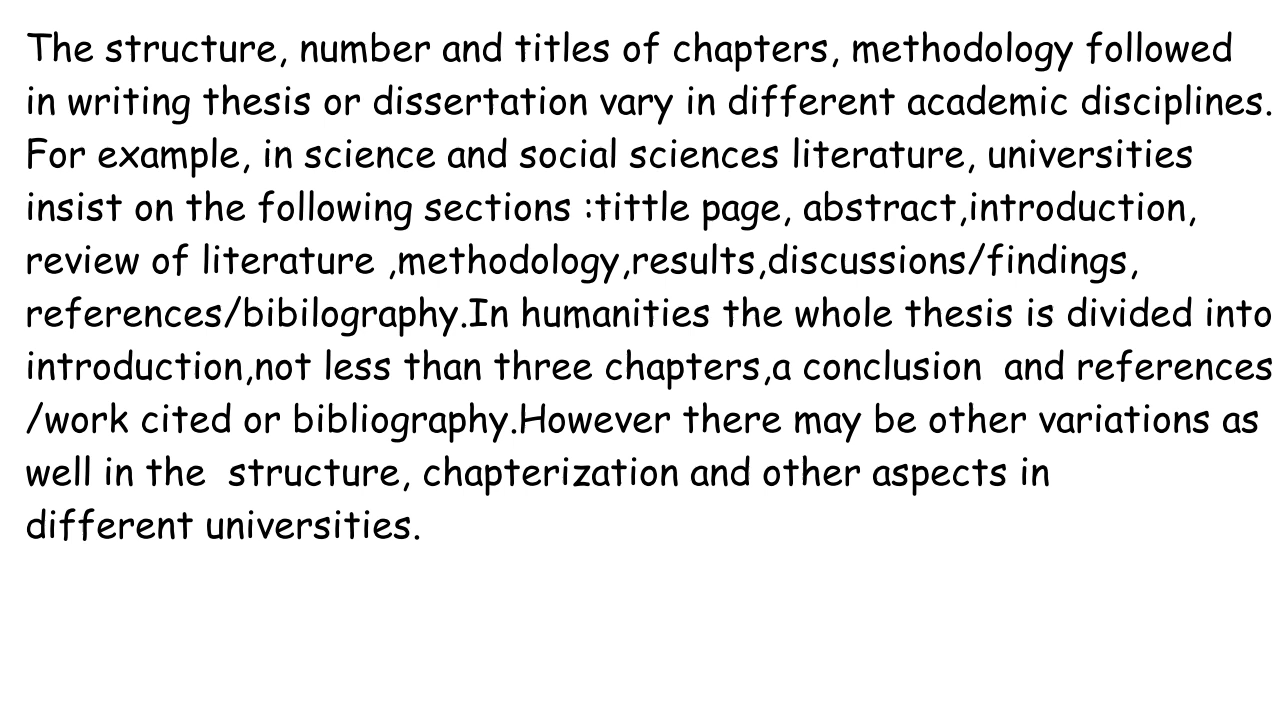 The structure, number and titles of chapters, methodology followed
in writing thesis or dissertation vary in different academic disciplines.
For example, in science and social sciences literature, universities
insist on the following sections :tittle page, abstract,introduction,
review of literature ,methodology,results,discussions/findings,
references/bibilography.In humanities the whole thesis is divided into
introduction,not less than three chapters,a conclusion  and references
/work cited or bibliography.However there may be other variations as
well in the  structure, chapterization and other aspects in
different universities.